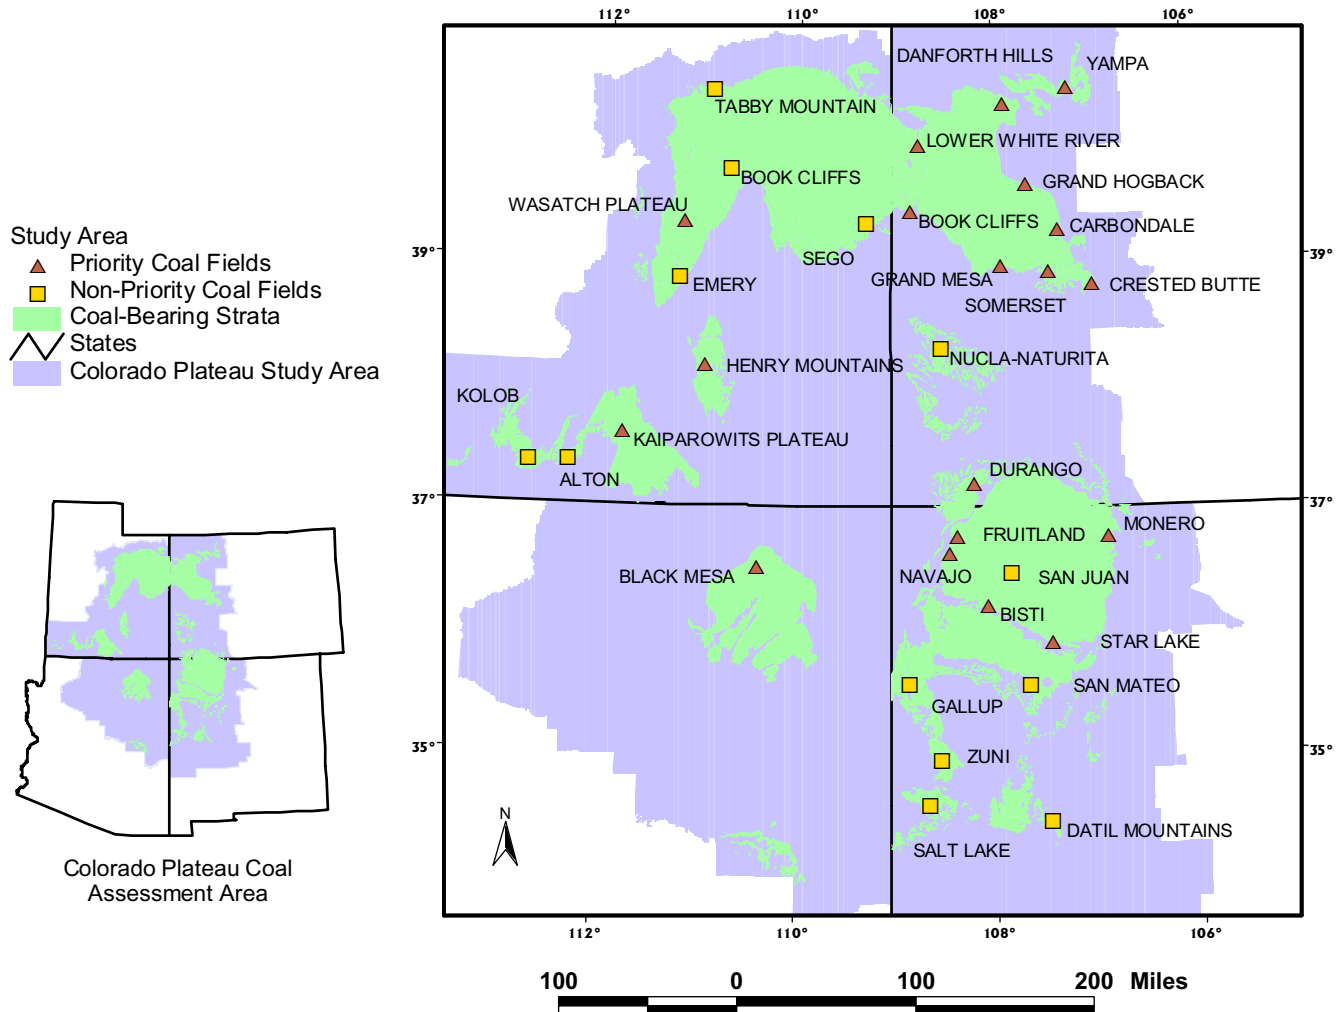 112°
110°
108°
106°
DANFORTH HILLS
YAMPA
TABBY MOUNTAIN
LOWER WHITE RIVER
BOOK CLIFFS
GRAND HOGBACK
WASATCH PLATEAU
BOOK CLIFFS
CARBONDALE
Study Area
Priority Coal Fields
Non-Priority Coal Fields
Coal-Bearing Strata
States
Colorado Plateau Study Area
39°
39°
SEGO
EMERY
GRAND MESA
CRESTED BUTTE
SOMERSET
NUCLA-NATURITA
HENRY MOUNTAINS
KOLOB
KAIPAROWITS PLATEAU
ALTON
DURANGO
37°
37°
MONERO
FRUITLAND
BLACK MESA
NAVAJO
SAN JUAN
BISTI
STAR LAKE
SAN MATEO
GALLUP
35°
35°
ZUNI
N
DATIL MOUNTAINS
SALT LAKE
Colorado Plateau Coal
Assessment Area
112°
110°
108°
106°
100
0
100
200 Miles